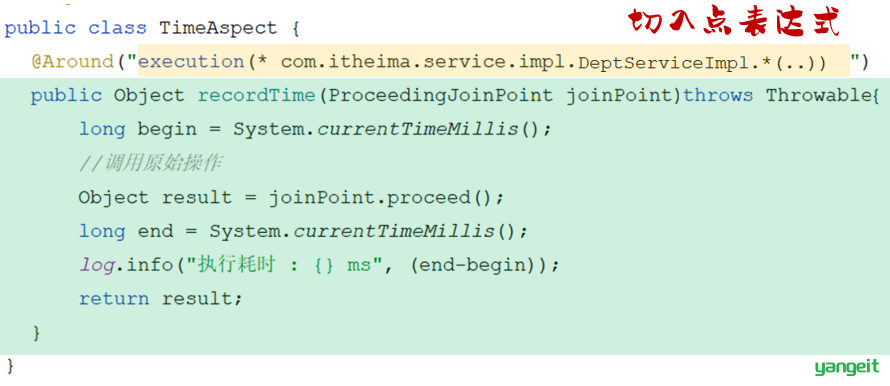 切入点表达式
public class TimeAspect {
@Around("execution(* com.itheima.service.impl.DeptServiceImpl.*(..)) ")
public Object recordTime(ProceedingJoinPoint joinPoint)throws Throwable{
long begin = System.currentTimeMillis();
//调用原始操作
Object result = joinPoint.proceed();
long end = System.currentTimeMillis();
log.info("执行耗时 : {} ms", (end-begin));
return result;
}
}
yangeit